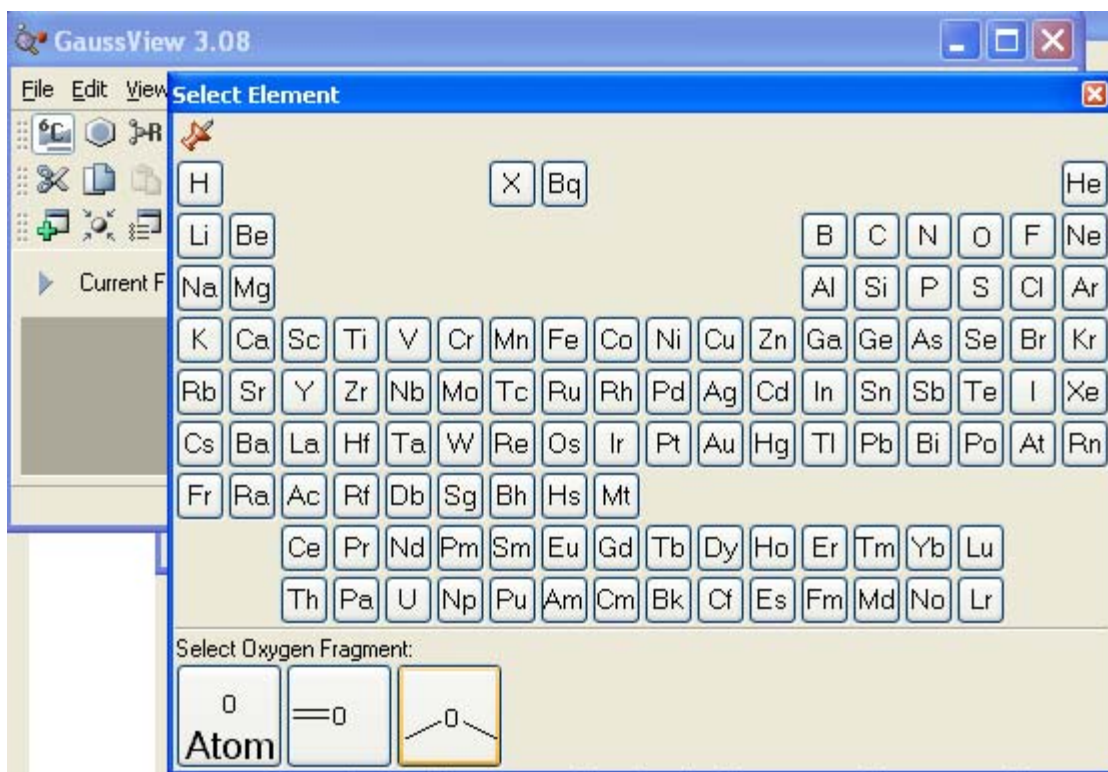 GaussView 3.08
File Edit View
Select Element
6C R
H X Bq He
Li Be B C N O F Ne
Current F
Na Mg Al Si P S Cl Ar
K Ca Sc Ti V Cr Mn Fe Co Ni Cu Zn Ga Ge As Se Br Kr
Rb Sr Y Zr Nb Mo Tc Ru Rh Pd Ag Cd In Sn Sb Te I Xe
Cs Ba La Hf Ta W Re Os Ir Pt Au Hg Tl Pb Bi Po At Rn
Fr Ra Ac Rf Db Sg Bh Hs Mt
Ce Pr Nd Pm Sm Eu Gd Tb Dy Ho Er Tm Yb Lu
Th Pa U Np Pu Am Cm Bk Cf Es Fm Md No Lr
Select Oxygen Fragment:
O O O
Atom